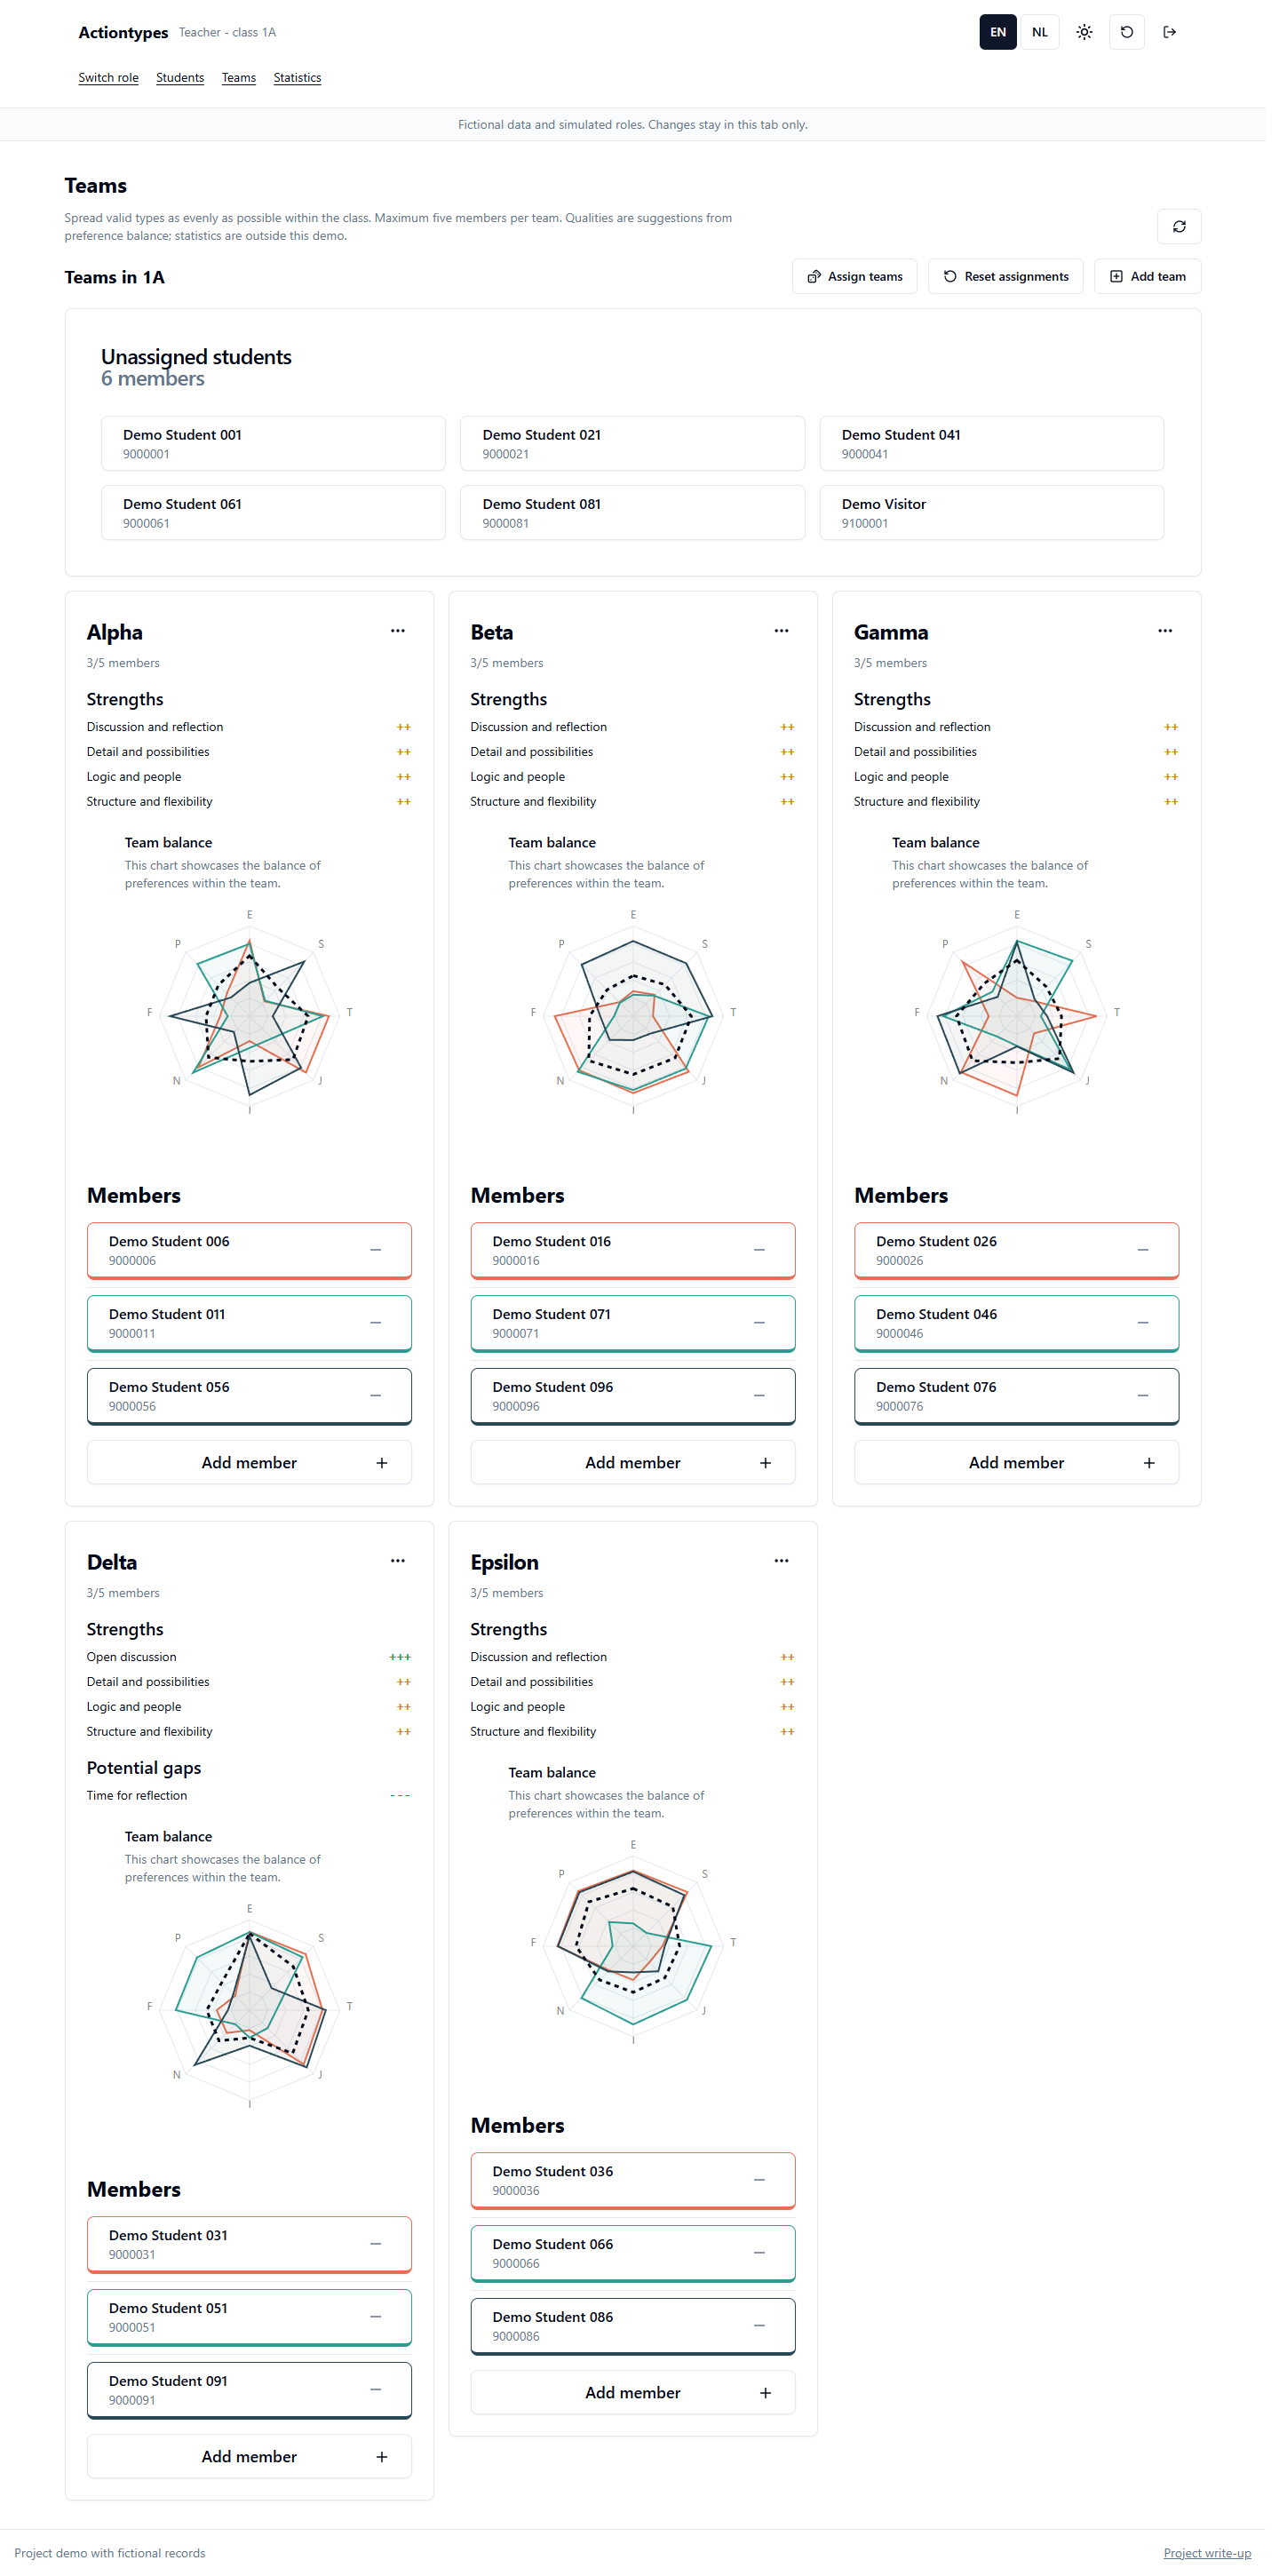 Actiontypes Teacher - class 1A
EN NL
Switch role Students Teams Statistics
Fictional data and simulated roles. Changes stay in this tab only.
Teams
Spread valid types as evenly as possible within the class. Maximum five members per team. Qualities are suggestions from
preference balance; statistics are outside this demo.
Teams in 1A
Assign teams Reset assignments Add team
Unassigned students
6 members
Demo Student 001
9000001
Demo Student 021
9000021
Demo Student 041
9000041
Demo Student 061
9000061
Demo Student 081
9000081
Demo Visitor
9100001
Alpha
3/5 members
Strengths
Discussion and reflection ++
Detail and possibilities ++
Logic and people ++
Structure and flexibility ++
Team balance
This chart showcases the balance of
preferences within the team.
E
S
T
J
I
N
F
P
Members
Demo Student 006
9000006
Demo Student 011
9000011
Demo Student 056
9000056
Add member +
Beta
3/5 members
Strengths
Discussion and reflection ++
Detail and possibilities ++
Logic and people ++
Structure and flexibility ++
Team balance
This chart showcases the balance of
preferences within the team.
E
S
T
J
I
N
F
P
Members
Demo Student 016
9000016
Demo Student 071
9000071
Demo Student 096
9000096
Add member +
Gamma
3/5 members
Strengths
Discussion and reflection ++
Detail and possibilities ++
Logic and people ++
Structure and flexibility ++
Team balance
This chart showcases the balance of
preferences within the team.
E
S
T
J
I
N
F
P
Members
Demo Student 026
9000026
Demo Student 046
9000046
Demo Student 076
9000076
Add member +
Delta
3/5 members
Strengths
Open discussion +++
Detail and possibilities ++
Logic and people ++
Structure and flexibility ++
Potential gaps
Time for reflection ---
Team balance
This chart showcases the balance of
preferences within the team.
E
S
T
J
I
N
F
P
Members
Demo Student 031
9000031
Demo Student 051
9000051
Demo Student 091
9000091
Add member +
Epsilon
3/5 members
Strengths
Discussion and reflection ++
Detail and possibilities ++
Logic and people ++
Structure and flexibility ++
Team balance
This chart showcases the balance of
preferences within the team.
E
S
T
J
I
N
F
P
Members
Demo Student 036
9000036
Demo Student 066
9000066
Demo Student 086
9000086
Add member +
Project demo with fictional records
Project write-up